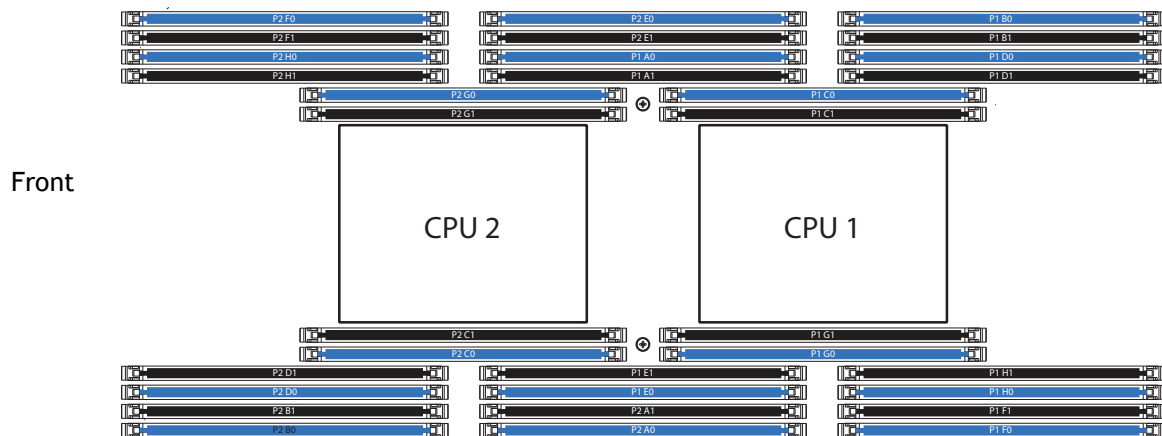 P2 F0 P2 E0 P1 B0
P2 F1 P2 E1 P1 B1
P2 H0 P1 A0 P1 D0
P2 H1 P1 A1 P1 D1
P2 G0 P1 C0
P2 G1 P1 C1
Front
CPU 2 CPU 1
P2 C1 P1 G1
P2 C0 P1 G0
P2 D1 P1 E1 P1 H1
P2 D0 P1 E0 P1 H0
P2 B1 P2 A1 P1 F1
P2 B0 P2 A0 P1 F0